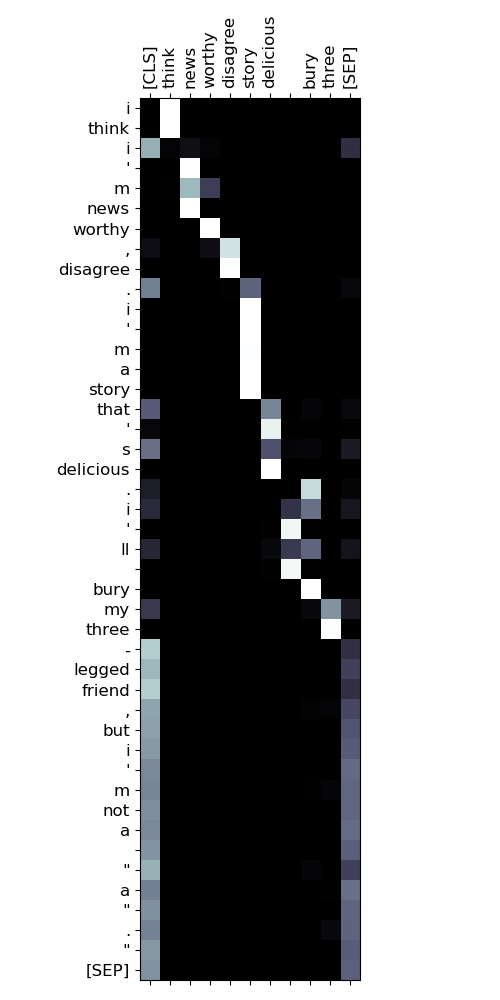 [CLS]
think
news
worthy
disagree
story
delicious
bury
three
[SEP]
i
think
i
'
m
news
worthy
,
disagree
.
i
'
m
a
story
that
'
s
delicious
.
i
'
ll
bury
my
three
-
legged
friend
,
but
i
'
m
not
a
"
a
"
.
"
[SEP]